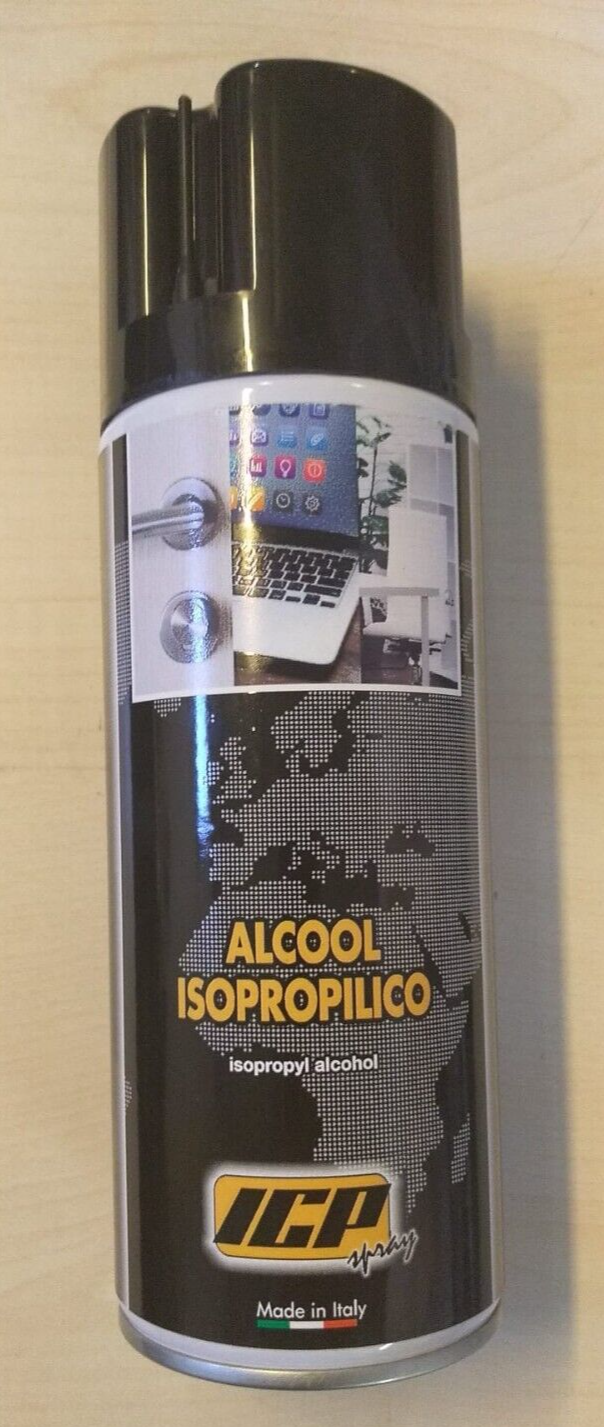 ALCOOL
ISOPROPILICO
isopropyl alcohol
ICP
spray
Made in Italy